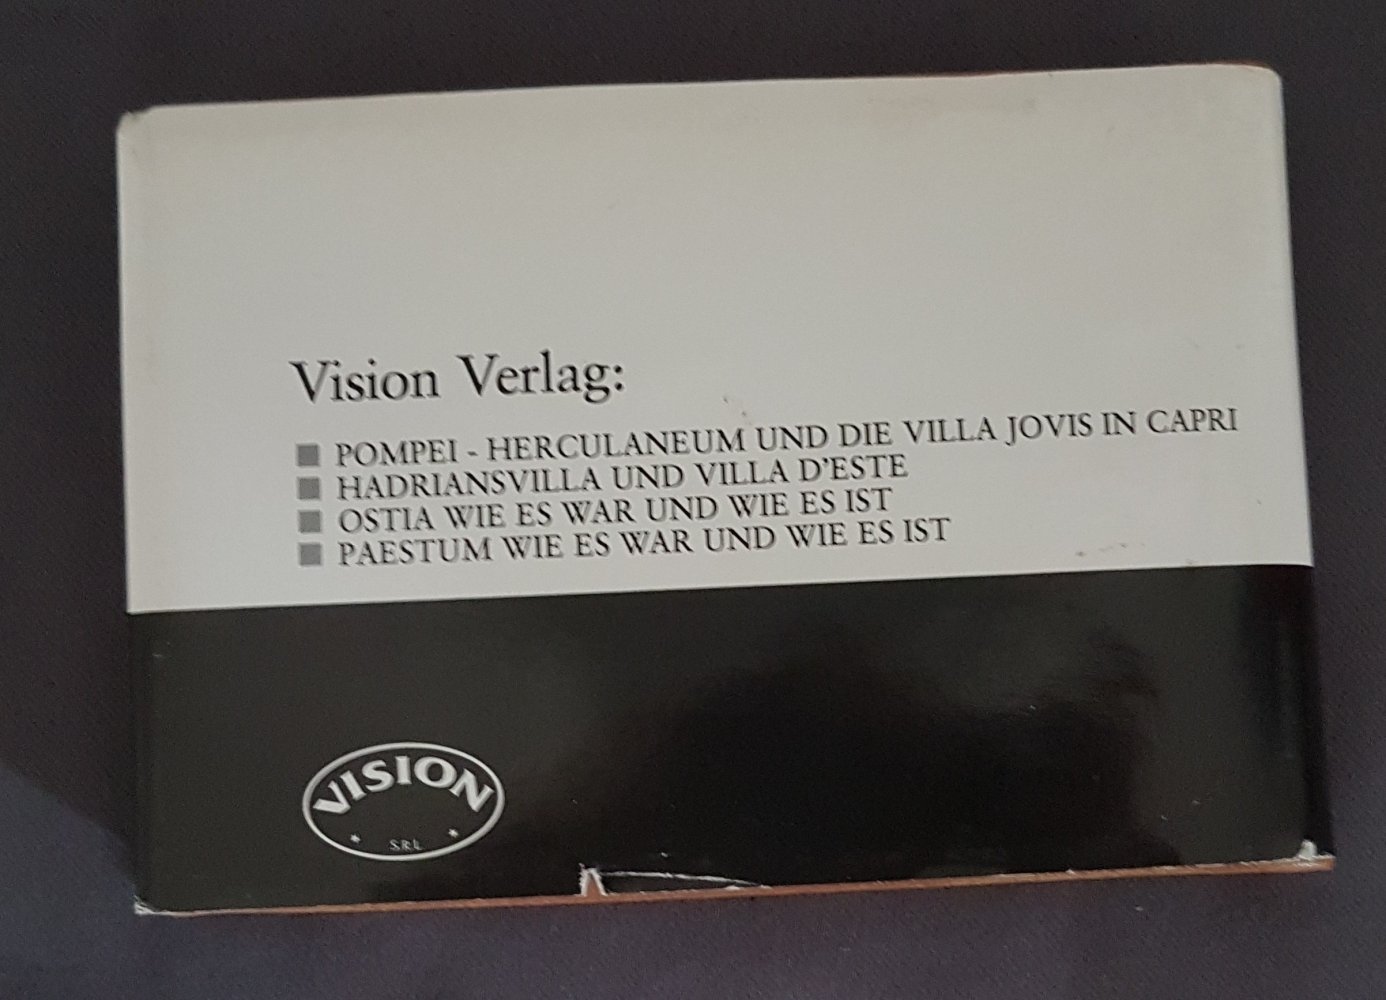 Vision Verlag:
POMPEI - HERCULANEUM UND DIE VILLA JOVIS IN CAPRI
HADRIANSVILLA UND VILLA D'ESTE
OSTIA WIE ES WAR UND WIE ES IST
PAESTUM WIE ES WAR UND WIE ES IST
VISION
S.R.L.